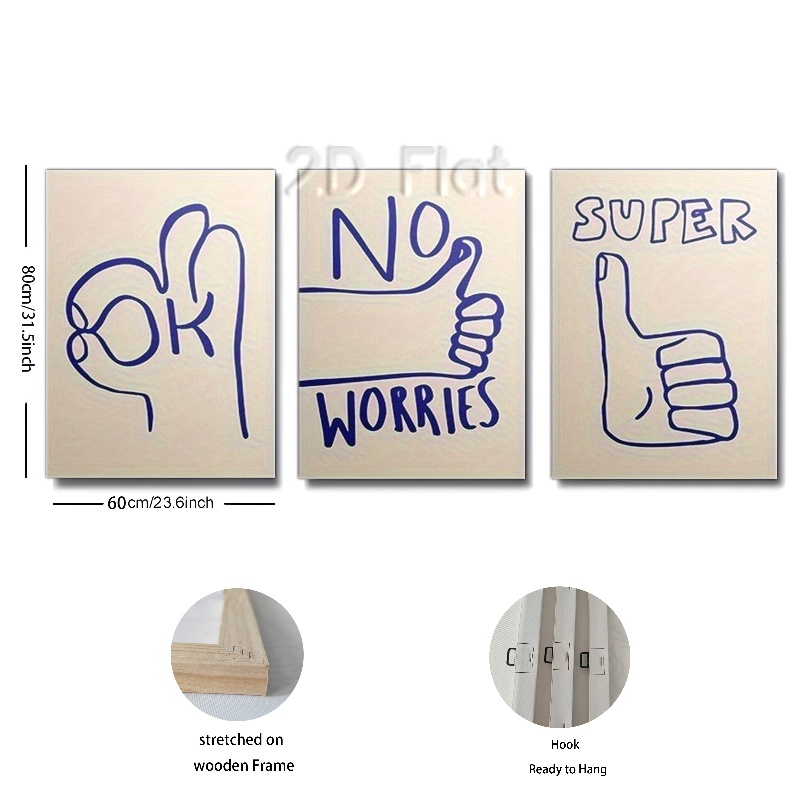 2D Flat
OK
NO
WORRIES
SUPER
80cm/31.5inch
60cm/23.6inch
stretched on
wooden Frame
Hook
Ready to Hang